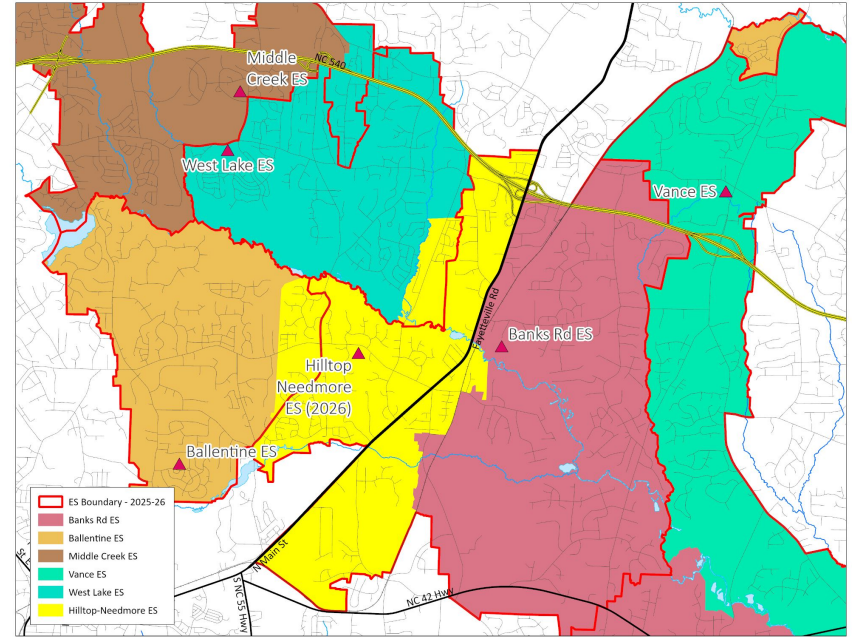 Middle
Creek ES
NC 540
West Lake ES
Vance ES
Fayetteville Rd
Banks Rd ES
Hilltop
Needmore
ES (2026)
Ballentine ES
ES Boundary - 2025-26
Banks Rd ES
Ballentine ES
Middle Creek ES
Vance ES
West Lake ES
Hilltop-Needmore ES
N Main St
S NC 55 Hwy
NC 42 Hwy